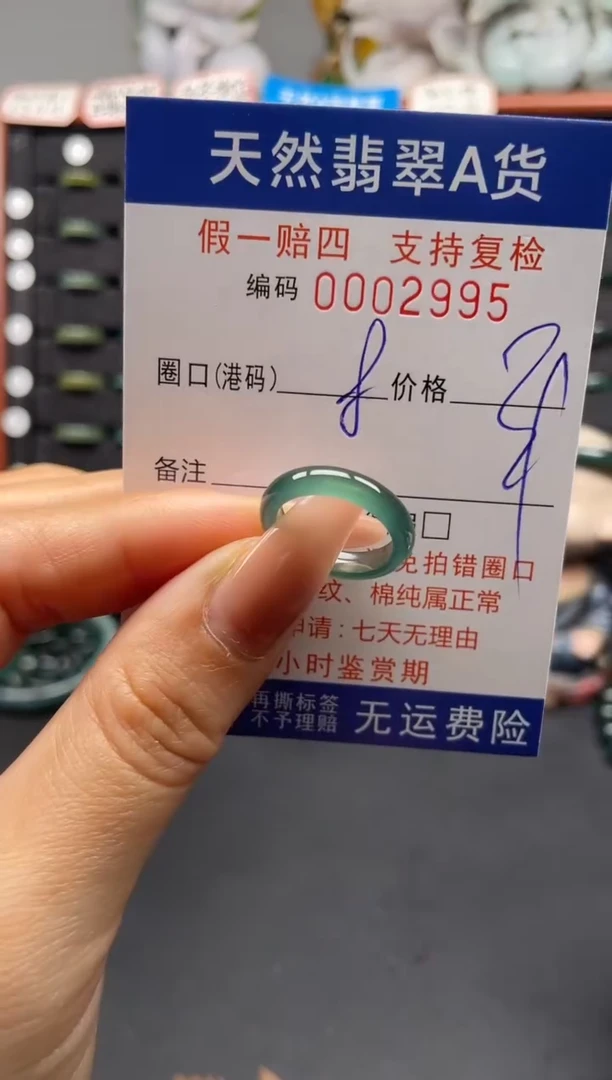 天然翡翠A货
假一赔四 支持复检
编码 0002995
圈口(港码) 8 价格
备注
免拍错圈口
纹、棉纯属正常
申请:七天无理由
小时鉴赏期
再撕标签
不予理赔 无运费险